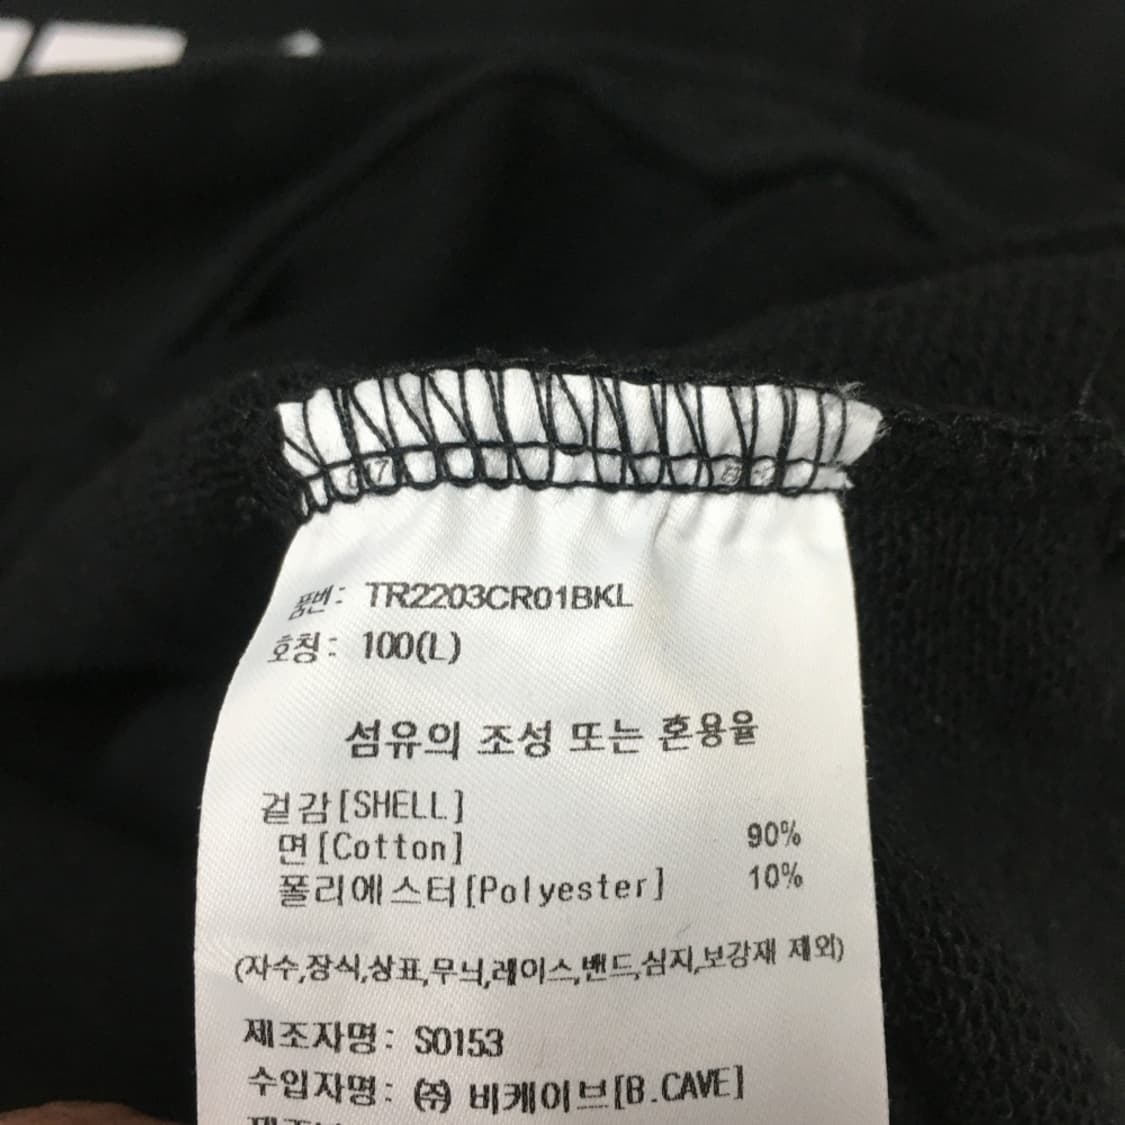 품번: TR2203CR01BKL
호칭: 100(L)
섬유의 조성 또는 혼용율
겉감[SHELL]
면[Cotton] 90%
폴리에스터[Polyester] 10%
(자수,장식,상표,무늬,레이스,밴드,심지,보강재 제외)
제조자명: S0153
수입자명: ㈜ 비케이브[B.CAVE]